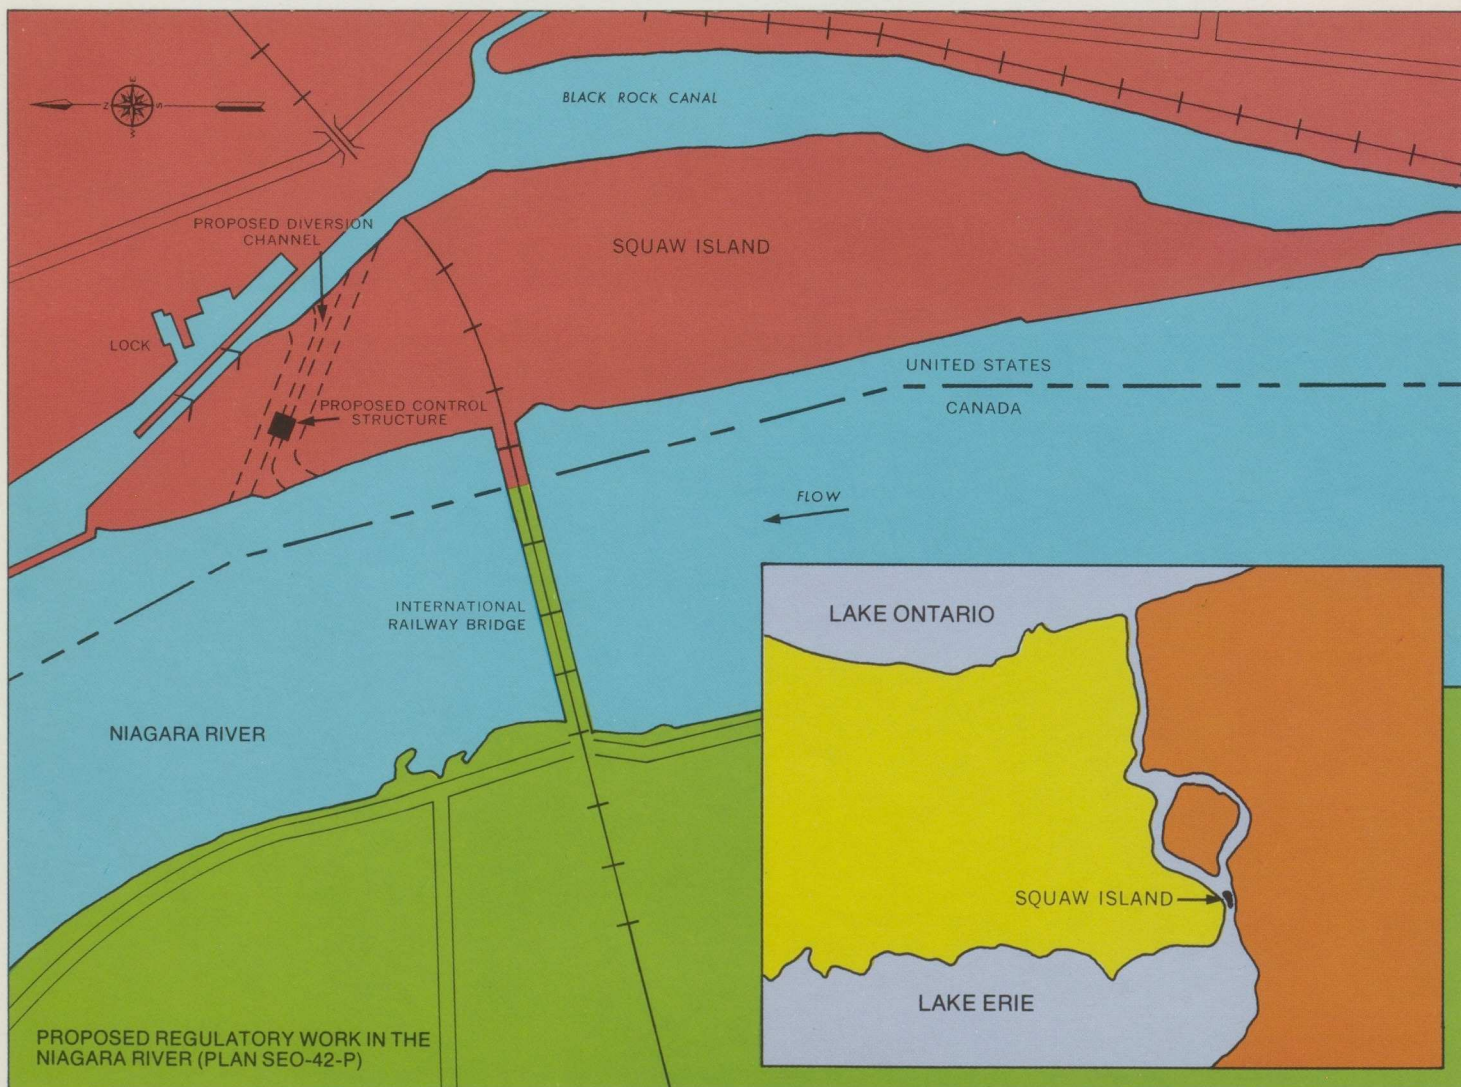 BLACK ROCK CANAL
N
E
S
W
PROPOSED DIVERSION
CHANNEL
SQUAW ISLAND
LOCK
UNITED STATES
CANADA
PROPOSED CONTROL
STRUCTURE
FLOW
INTERNATIONAL
RAILWAY BRIDGE
NIAGARA RIVER
LAKE ONTARIO
SQUAW ISLAND
LAKE ERIE
PROPOSED REGULATORY WORK IN THE
NIAGARA RIVER (PLAN SEO-42-P)